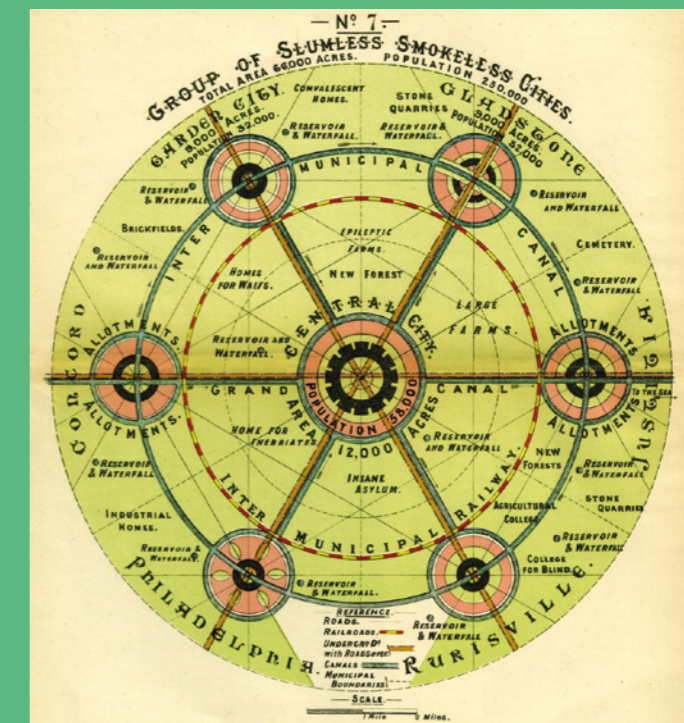 — Nº 7. —
GROUP OF SLUMLESS SMOKELESS CITIES.
TOTAL AREA 66,000 ACRES. POPULATION 250,000
GARDEN CITY.
9,000 ACRES.
POPULATION 32,000
CONVALESCENT
HOMES.
STONE
QUARRIES
GLADSTONE
9,000 ACRES.
POPULATION 32,000
RESERVOIR
& WATERFALL
RESERVOIR &
WATERFALL.
INTER MUNICIPAL CANAL
RESERVOIR
& WATERFALL
RESERVOIR
AND WATERFALL
BRICKFIELDS.
EPILEPTIC
FARMS.
CEMETERY.
RESERVOIR
AND WATERFALL
HOMES
FOR WAIFS.
NEW FOREST
RESERVOIR
& WATERFALL
LARGE
FARMS.
CONCORD
ALLOTMENTS.
RESERVOIR AND
WATERFALL.
CENTRAL CITY.
ALLOTMENTS
JUSTITIA
GRAND CANAL
TO THE SEA
POPULATION 58,000
AREA 12,000 ACRES
ALLOTMENTS.
ALLOTMENTS
HOME FOR
INEBRIATES.
RESERVOIR
AND WATERFALL
RESERVOIR
& WATERFALL.
NEW
FORESTS
RESERVOIR
& WATERFALL
INSANE
ASYLUM.
STONE
QUARRIES
INTER MUNICIPAL RAILWAY
AGRICULTURAL
COLLEGE.
INDUSTRIAL
HOMES.
RESERVOIR
& WATERFALL
RESERVOIR &
WATERFALL.
COLLEGE
FOR BLIND.
RESERVOIR
& WATERFALL.
PHILADELPHIA.
RURISVILLE.
REFERENCE
ROADS.
RAILROADS.
UNDERGRD Dº
with ROADS over
CANALS
MUNICIPAL
BOUNDARIES
RESERVOIR
& WATERFALL
— SCALE. —
1 Mile 2 Miles.